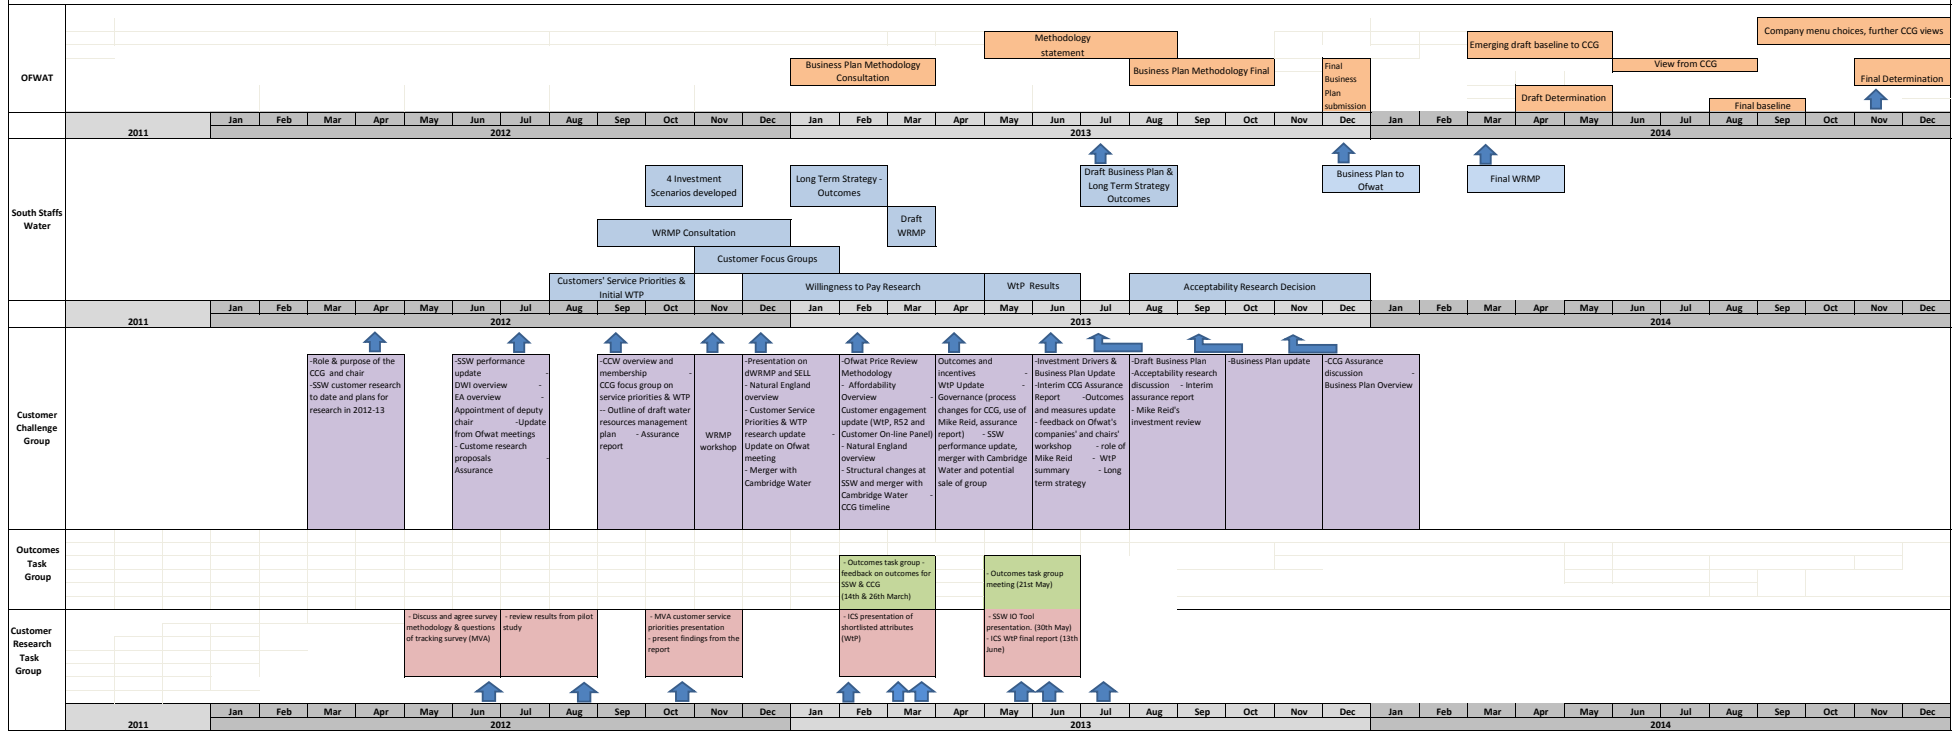 OFWAT
Methodology
statement
Business Plan Methodology
Consultation
Business Plan Methodology Final
Final
Business
Plan
submission
Emerging draft baseline to CCG
Draft Determination
View from CCG
Final baseline
Company menu choices, further CCG views
Final Determination
Jan Feb Mar Apr May Jun Jul Aug Sep Oct Nov Dec Jan Feb Mar Apr May Jun Jul Aug Sep Oct Nov Dec Jan Feb Mar Apr May Jun Jul Aug Sep Oct Nov Dec
2011 2012 2013 2014
South Staffs
Water
4 Investment
Scenarios developed
Long Term Strategy -
Outcomes
Draft Business Plan &
Long Term Strategy
Outcomes
Business Plan to
Ofwat
Final WRMP
WRMP Consultation
Draft
WRMP
Customer Focus Groups
Customers' Service Priorities &
Initial WTP
Willingness to Pay Research
WtP Results
Acceptability Research Decision
Jan Feb Mar Apr May Jun Jul Aug Sep Oct Nov Dec Jan Feb Mar Apr May Jun Jul Aug Sep Oct Nov Dec Jan Feb Mar Apr May Jun Jul Aug Sep Oct Nov Dec
2011 2012 2013 2014
Customer
Challenge
Group
-Role & purpose of the
CCG and chair
-SSW customer research
to date and plans for
research in 2012-13
-SSW performance
update -
DWI overview -
EA overview -
Appointment of deputy
chair -Update
from Ofwat meetings
- Custome research
proposals -
Assurance
-CCW overview and
membership -
CCG focus group on
service priorities & WTP
-- Outline of draft water
resources management
plan - Assurance
report
WRMP
workshop
-Presentation on
dWRMP and SELL
- Natural England
overview
- Customer Service
Priorities & WTP
research update -
Update on Ofwat
meeting
- Merger with
Cambridge Water
-Ofwat Price Review
Methodology
- Affordability
Overview -
Customer engagement
update (WtP, RS2 and
Customer On-line Panel)
- Natural England
overview
- Structural changes at
SSW and merger with
Cambridge Water -
CCG timeline
Outcomes and
incentives -
WtP Update -
Governance (process
changes for CCG, use of
Mike Reid, assurance
report) - SSW
performance update,
merger with Cambridge
Water and potential
sale of group
-Investment Drivers &
Business Plan Update
-Interim CCG Assurance
Report -Outcomes
and measures update
- feedback on Ofwat's
companies' and chairs'
workshop - role of
Mike Reid - WtP
summary - Long
term strategy
-Draft Business Plan
-Acceptability research
discussion - Interim
assurance report
- Mike Reid's
investment review
-Business Plan update
-CCG Assurance
discussion -
Business Plan Overview
Outcomes
Task
Group
- Outcomes task group -
feedback on outcomes for
SSW & CCG
(14th & 26th March)
- Outcomes task group
meeting (21st May)
Customer
Research
Task
Group
- Discuss and agree survey
methodology & questions
of tracking survey (MVA)
- review results from pilot
study
- MVA customer service
priorities presentation
- present findings from the
report
- ICS presentation of
shortlisted attributes
(WtP)
- SSW IO Tool
presentation. (30th May)
- ICS WtP final report (13th
June)
Jan Feb Mar Apr May Jun Jul Aug Sep Oct Nov Dec Jan Feb Mar Apr May Jun Jul Aug Sep Oct Nov Dec Jan Feb Mar Apr May Jun Jul Aug Sep Oct Nov Dec
2011 2012 2013 2014